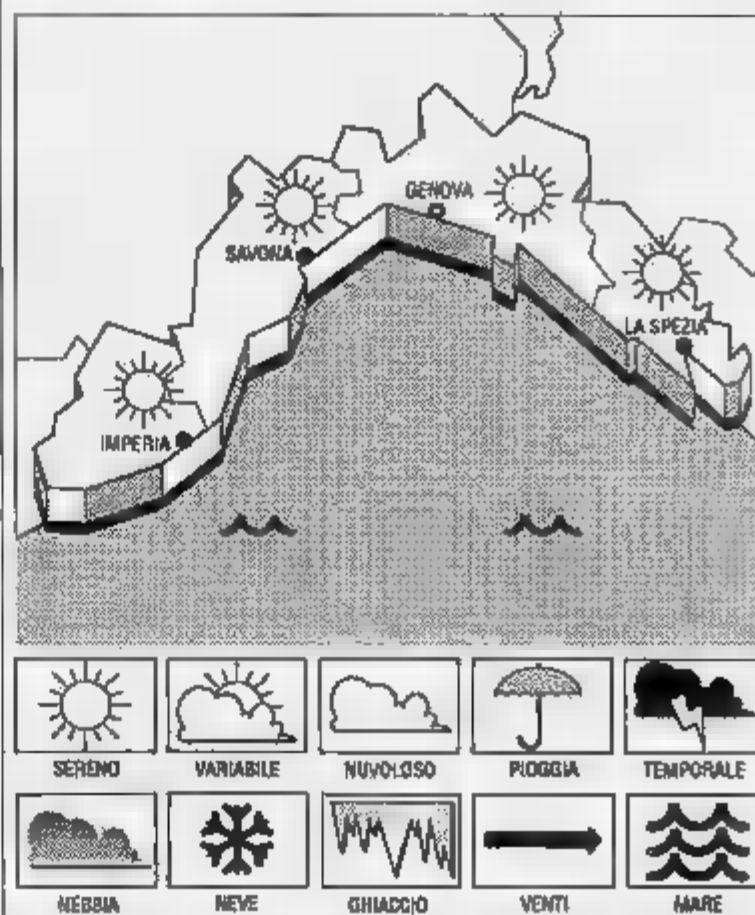 GENOVA
SAVONA
LA SPEZIA
IMPERIA
SERENO VARIABILE NUVOLOSO PIOGGIA TEMPORALE
NEBBIA NEVE GHIACCIO VENTI MARE